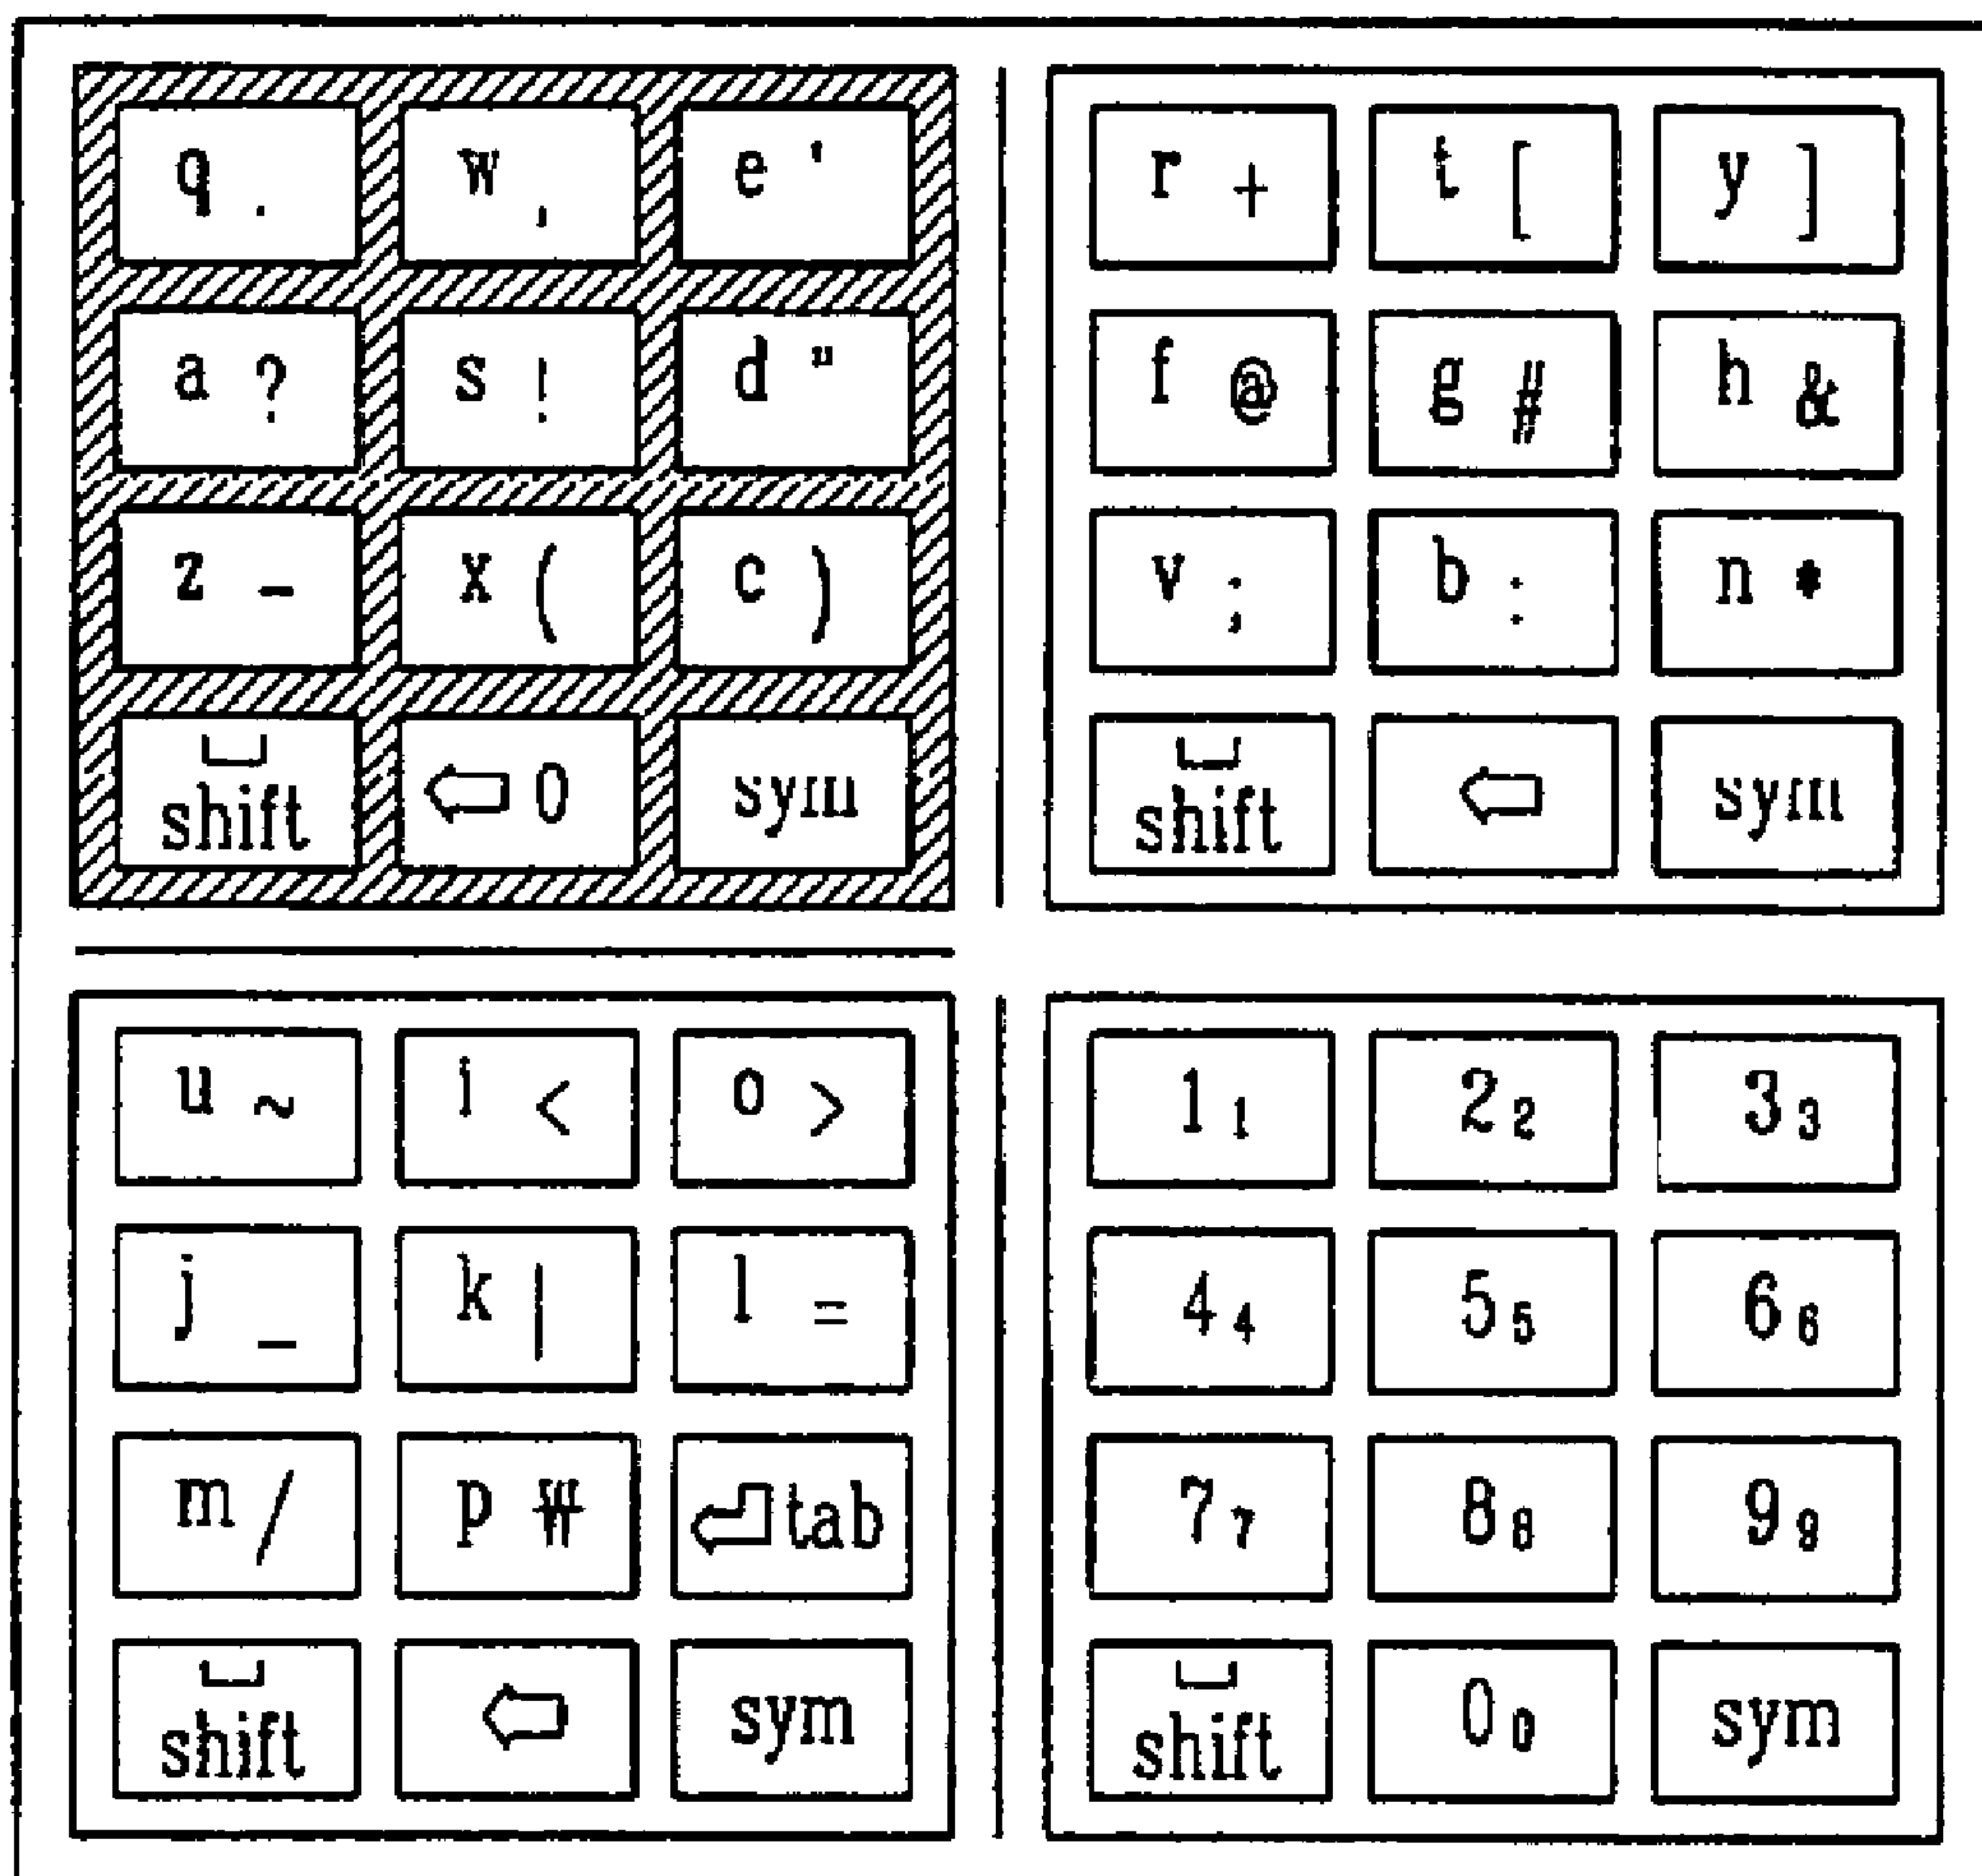 q . w , e '
a ? s ! d "
z - x ( c )
shift 0 sym
r + t [ y ]
f @ g # h &
v ; b : n *
shift sym
u ~ i < o >
j _ k | l =
m / p ₩ tab
shift sym
1 1 2 2 3 3
4 4 5 5 6 6
7 7 8 8 9 9
shift 0 0 sym